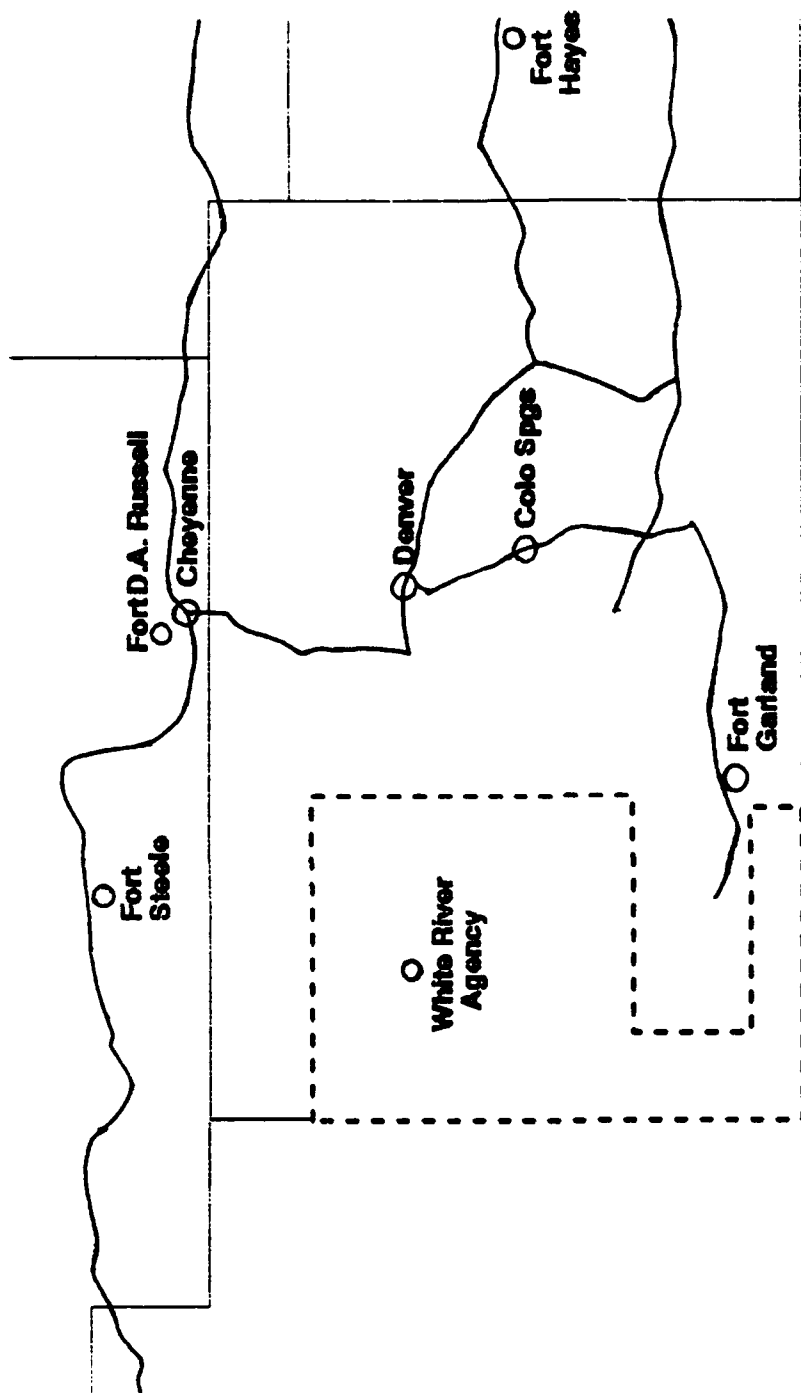 Fort D.A. Russell
Cheyenne
Fort
Steele
Fort
Hayes
White River
Agency
Denver
Colo Spgs
Fort
Garland